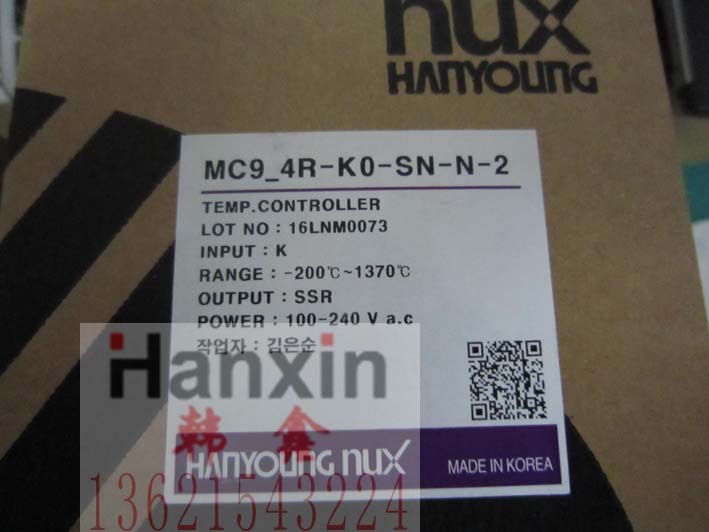 nux
HANYOUNG
MC9_4R-K0-SN-N-2
TEMP.CONTROLLER
LOT NO : 16LNM0073
INPUT : K
RANGE : -200℃~1370℃
OUTPUT : SSR
POWER : 100-240 V a.c
작업자 : 김은순
Hanxin
韩鑫
HANYOUNG nux
MADE IN KOREA
13621543224